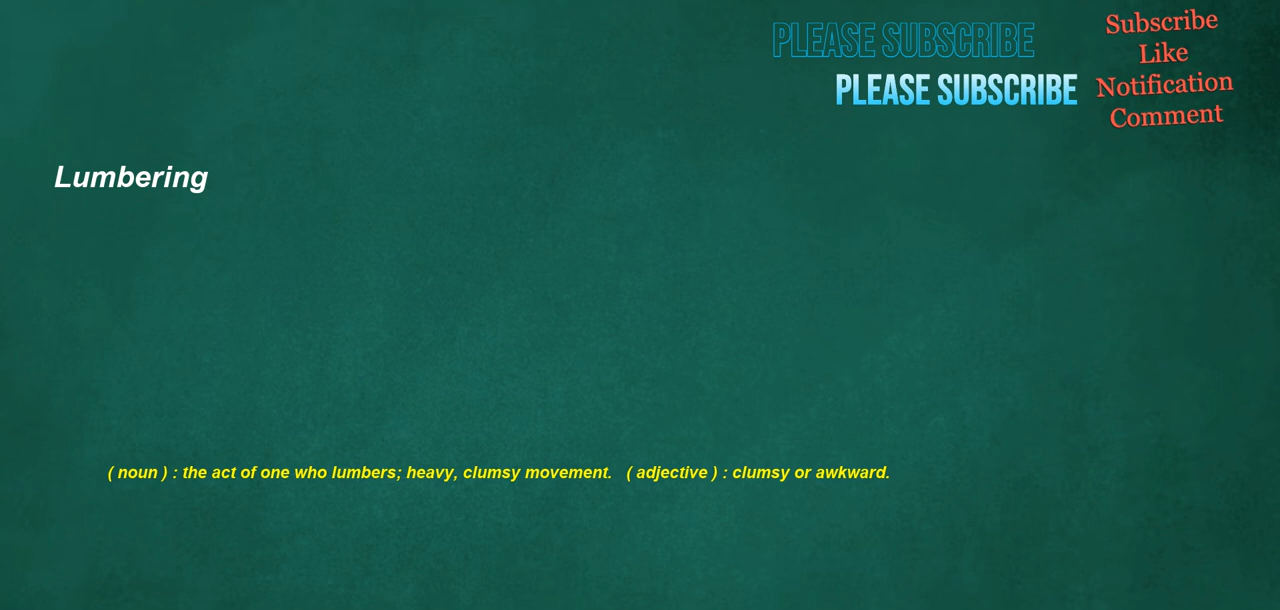 PLEASE SUBSCRIBE
PLEASE SUBSCRIBE
Subscribe
Like
Notification
Comment
Lumbering
( noun ) : the act of one who lumbers; heavy, clumsy movement.   ( adjective ) : clumsy or awkward.